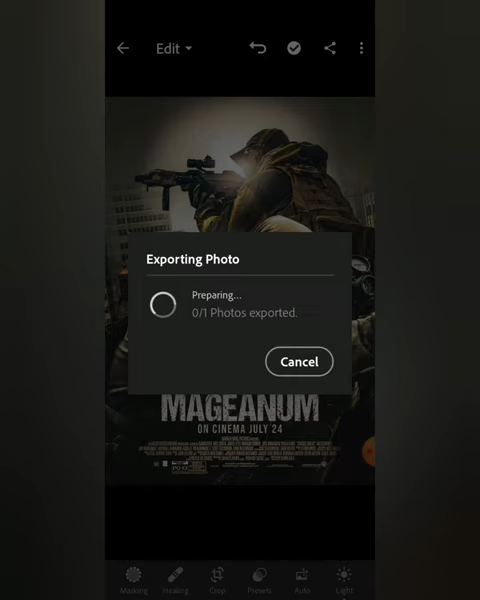 Edit
Exporting Photo
Preparing...
0/1 Photos exported.
Cancel
MAGEANUM
ON CINEMA JULY 24
Masking Healing Crop Presets Auto Light